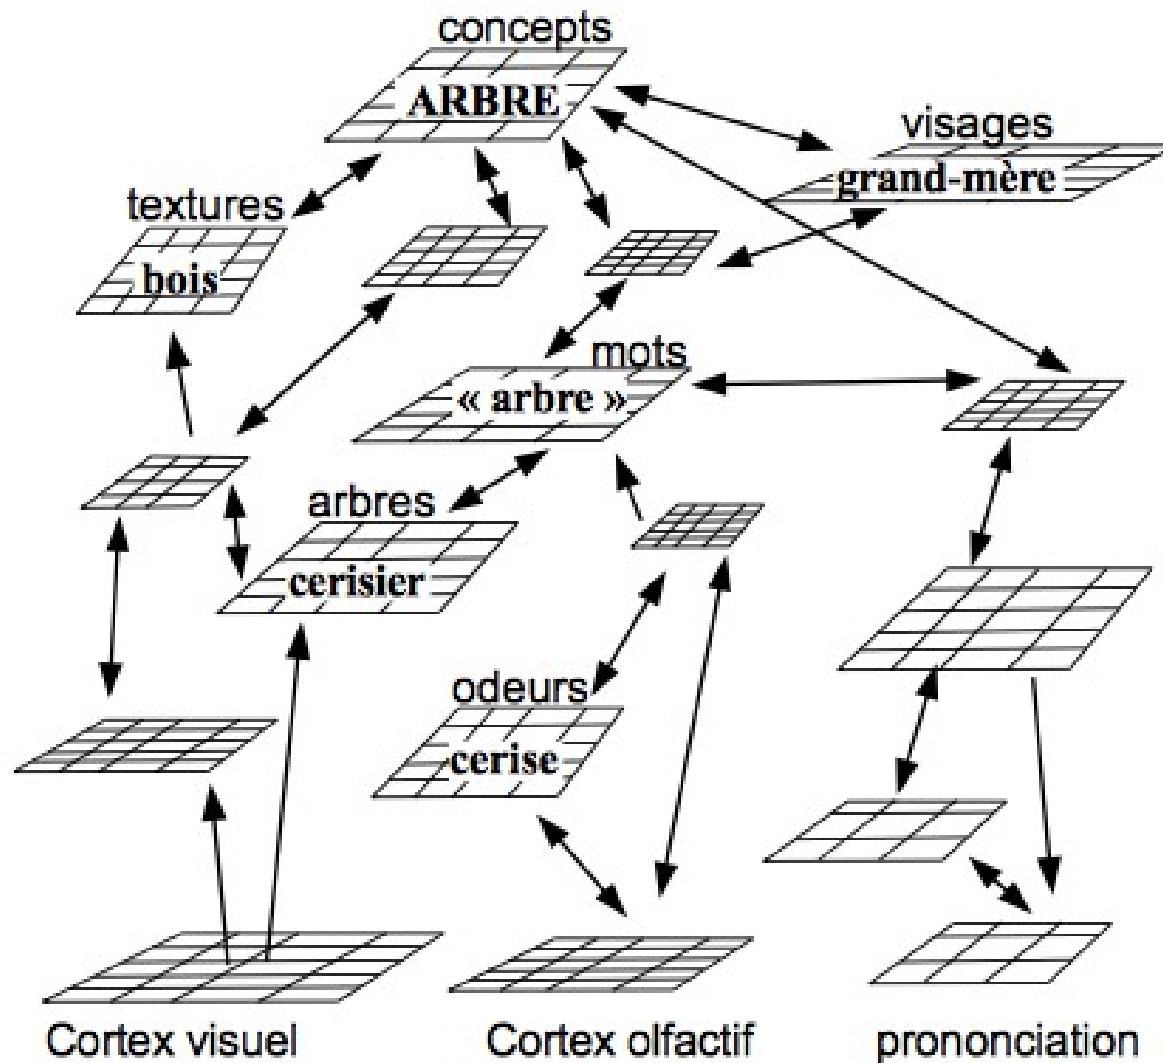 concepts
ARBRE
visages
grand-mère
textures
bois
mots
« arbre »
arbres
cerisier
odeurs
cerise
Cortex visuel
Cortex olfactif
prononciation